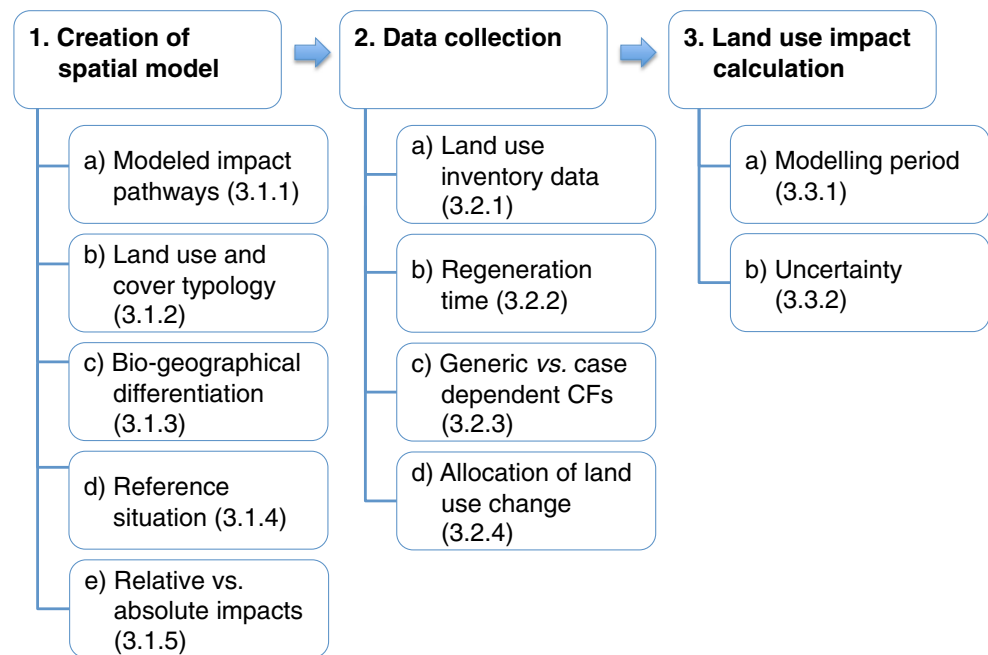 1. Creation of
spatial model
a) Modeled impact
pathways (3.1.1)
b) Land use and
cover typology
(3.1.2)
c) Bio-geographical
differentiation
(3.1.3)
d) Reference
situation (3.1.4)
e) Relative vs.
absolute impacts
(3.1.5)
2. Data collection
a) Land use
inventory data
(3.2.1)
b) Regeneration
time (3.2.2)
c) Generic vs. case
dependent CFs
(3.2.3)
d) Allocation of land
use change
(3.2.4)
3. Land use impact
calculation
a) Modelling period
(3.3.1)
b) Uncertainty
(3.3.2)